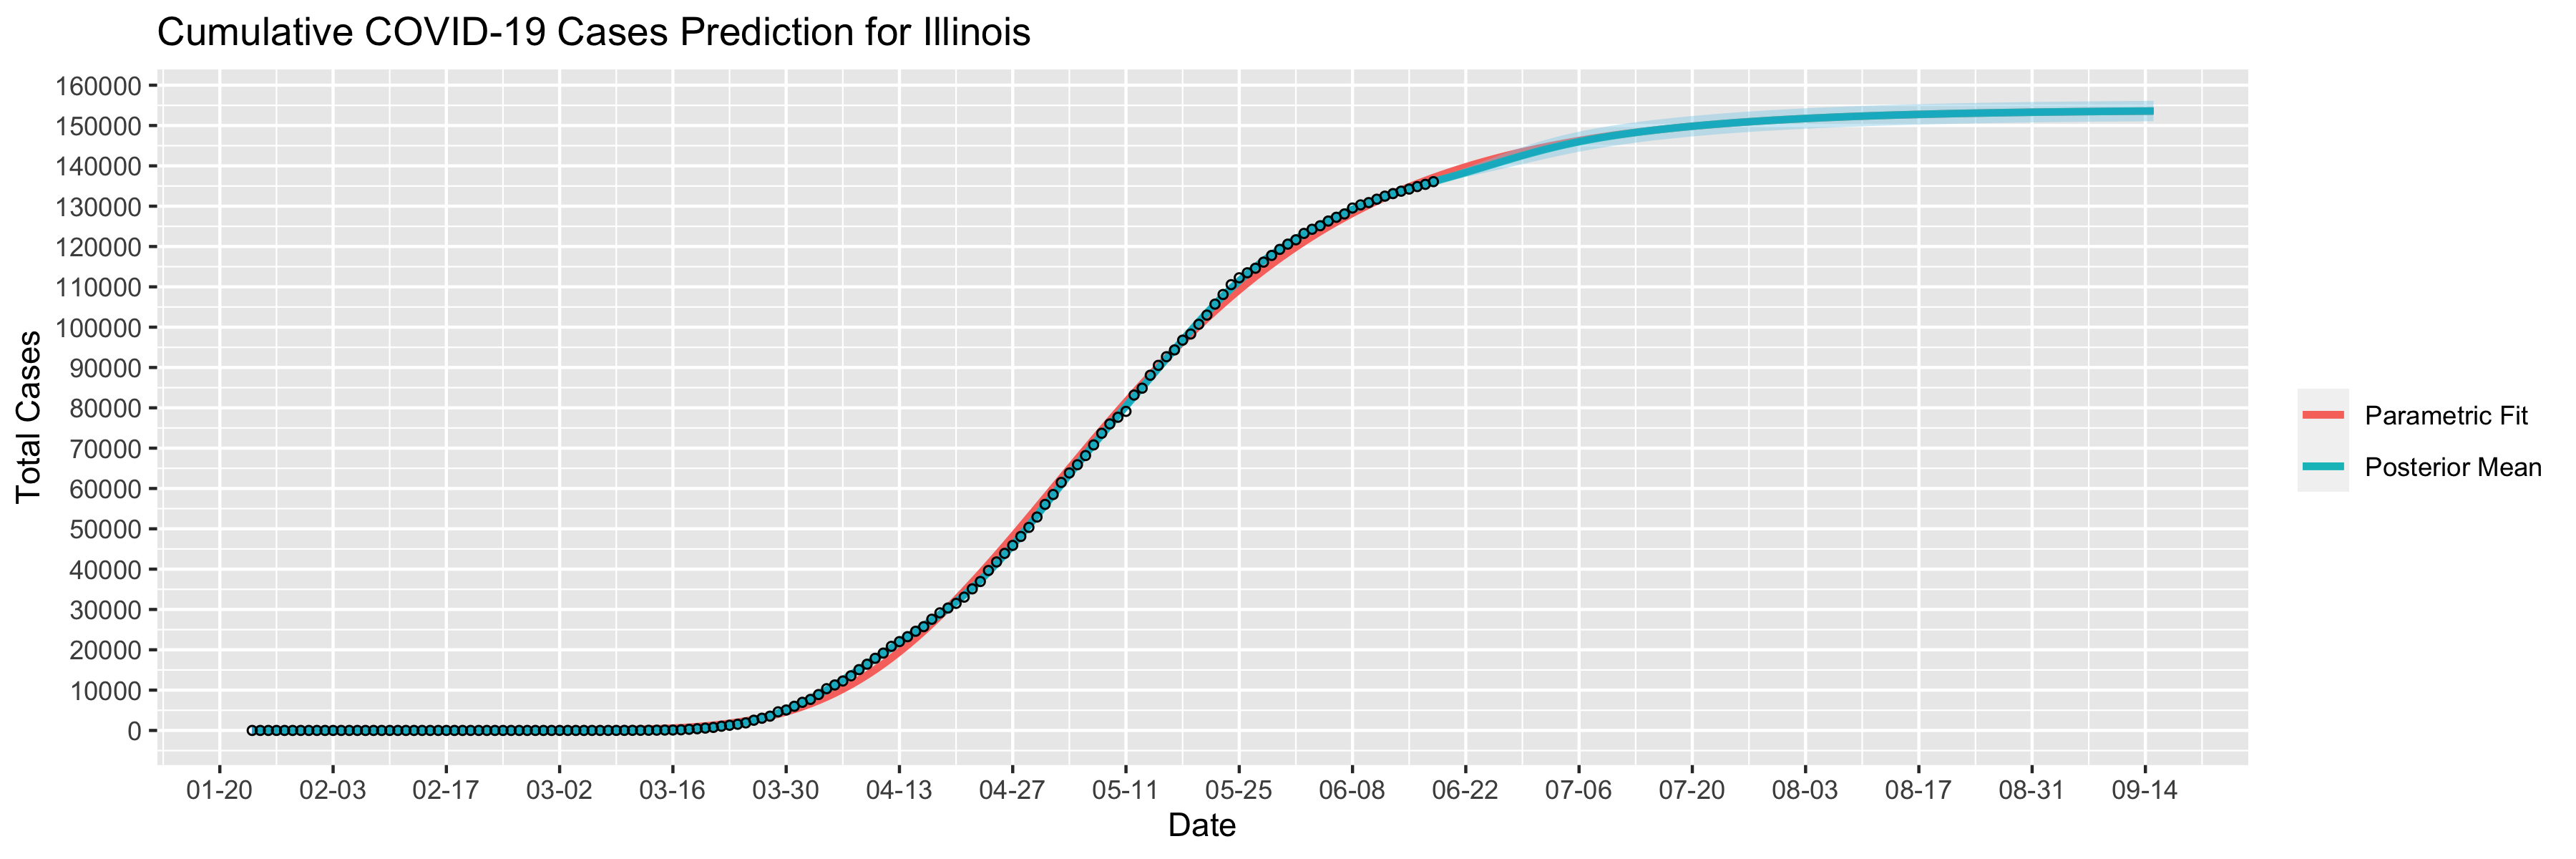 Cumulative COVID-19 Cases Prediction for Illinois
160000
150000
140000
130000
120000
110000
100000
90000
80000
70000
60000
50000
40000
30000
20000
10000
0
Total Cases
01-20 02-03 02-17 03-02 03-16 03-30 04-13 04-27 05-11 05-25 06-08 06-22 07-06 07-20 08-03 08-17 08-31 09-14
Date
Parametric Fit
Posterior Mean